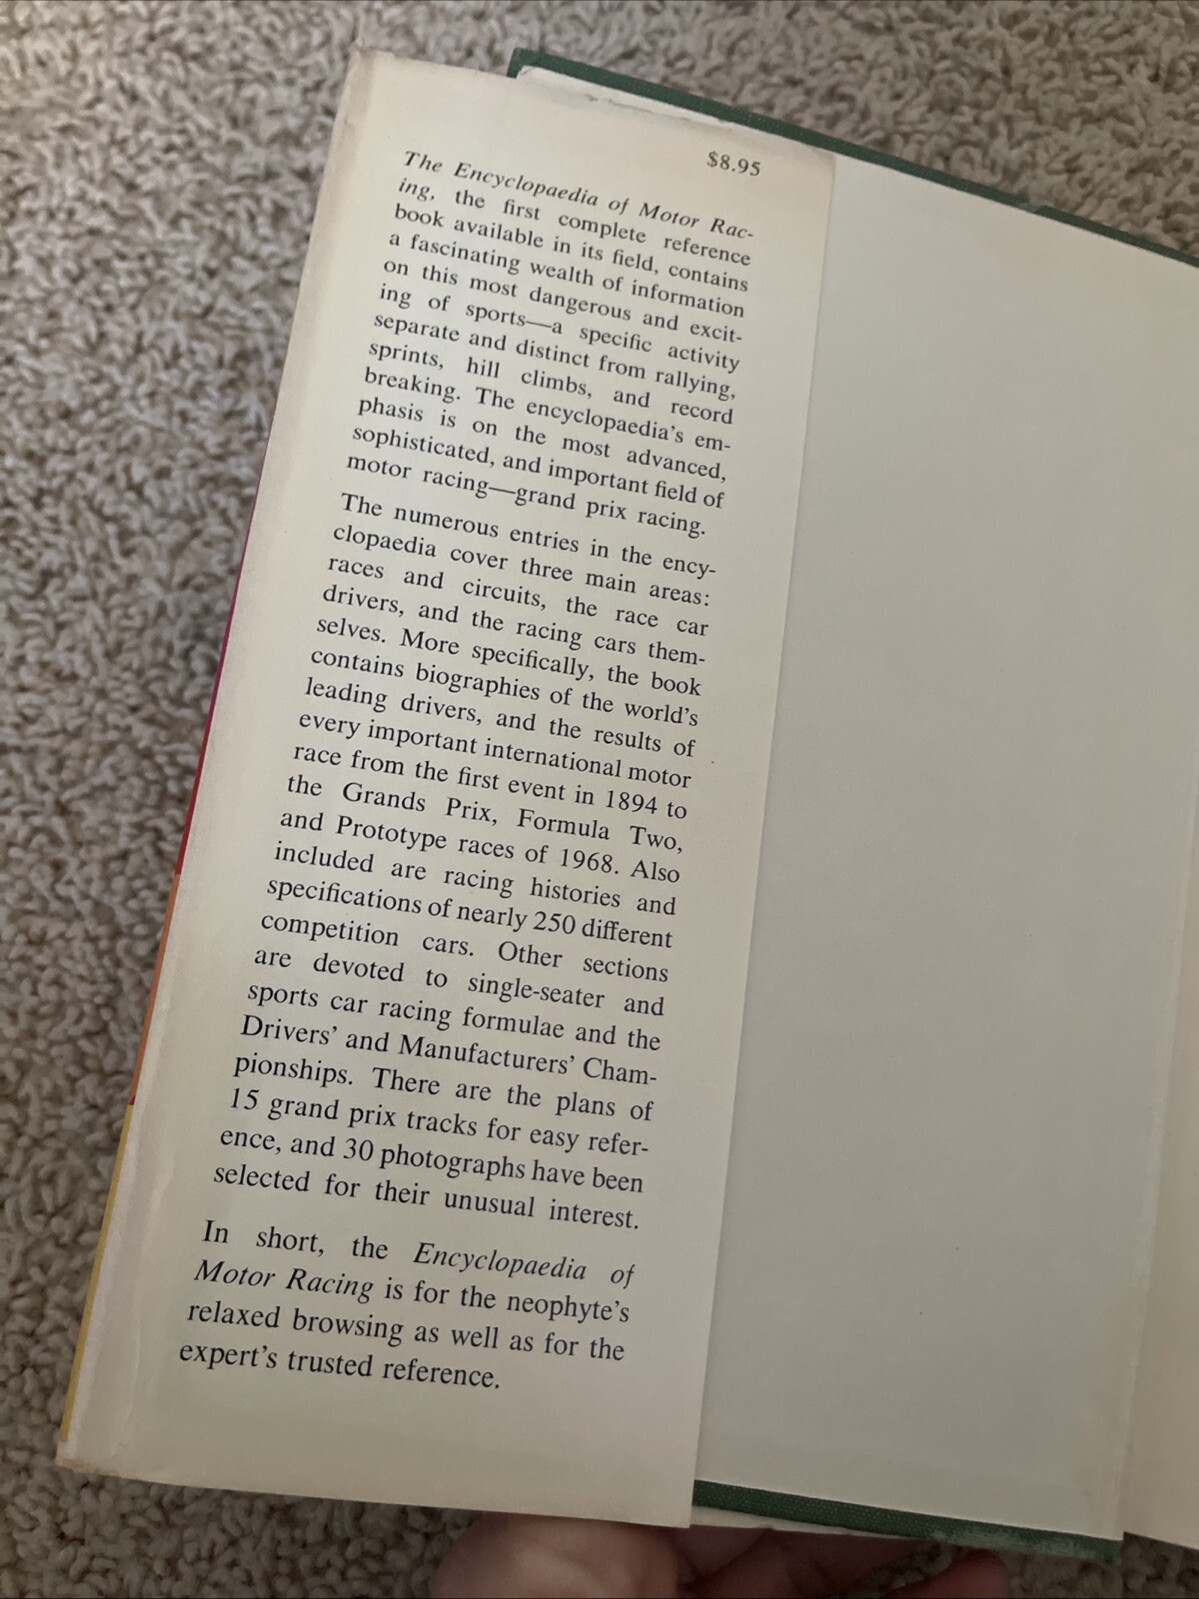 $8.95
The Encyclopaedia of Motor Rac-
ing, the first complete reference
book available in its field, contains
a fascinating wealth of information
on this most dangerous and excit-
ing of sports—a specific activity
separate and distinct from rallying,
sprints, hill climbs, and record
breaking. The encyclopaedia's em-
phasis is on the most advanced,
sophisticated, and important field of
motor racing—grand prix racing.
The numerous entries in the ency-
clopaedia cover three main areas:
races and circuits, the race car
drivers, and the racing cars them-
selves. More specifically, the book
contains biographies of the world's
leading drivers, and the results of
every important international motor
race from the first event in 1894 to
the Grands Prix, Formula Two,
and Prototype races of 1968. Also
included are racing histories and
specifications of nearly 250 different
competition cars. Other sections
are devoted to single-seater and
sports car racing formulae and the
Drivers' and Manufacturers' Cham-
pionships. There are the plans of
15 grand prix tracks for easy refer-
ence, and 30 photographs have been
selected for their unusual interest.
In short, the Encyclopaedia of
Motor Racing is for the neophyte's
relaxed browsing as well as for the
expert's trusted reference.